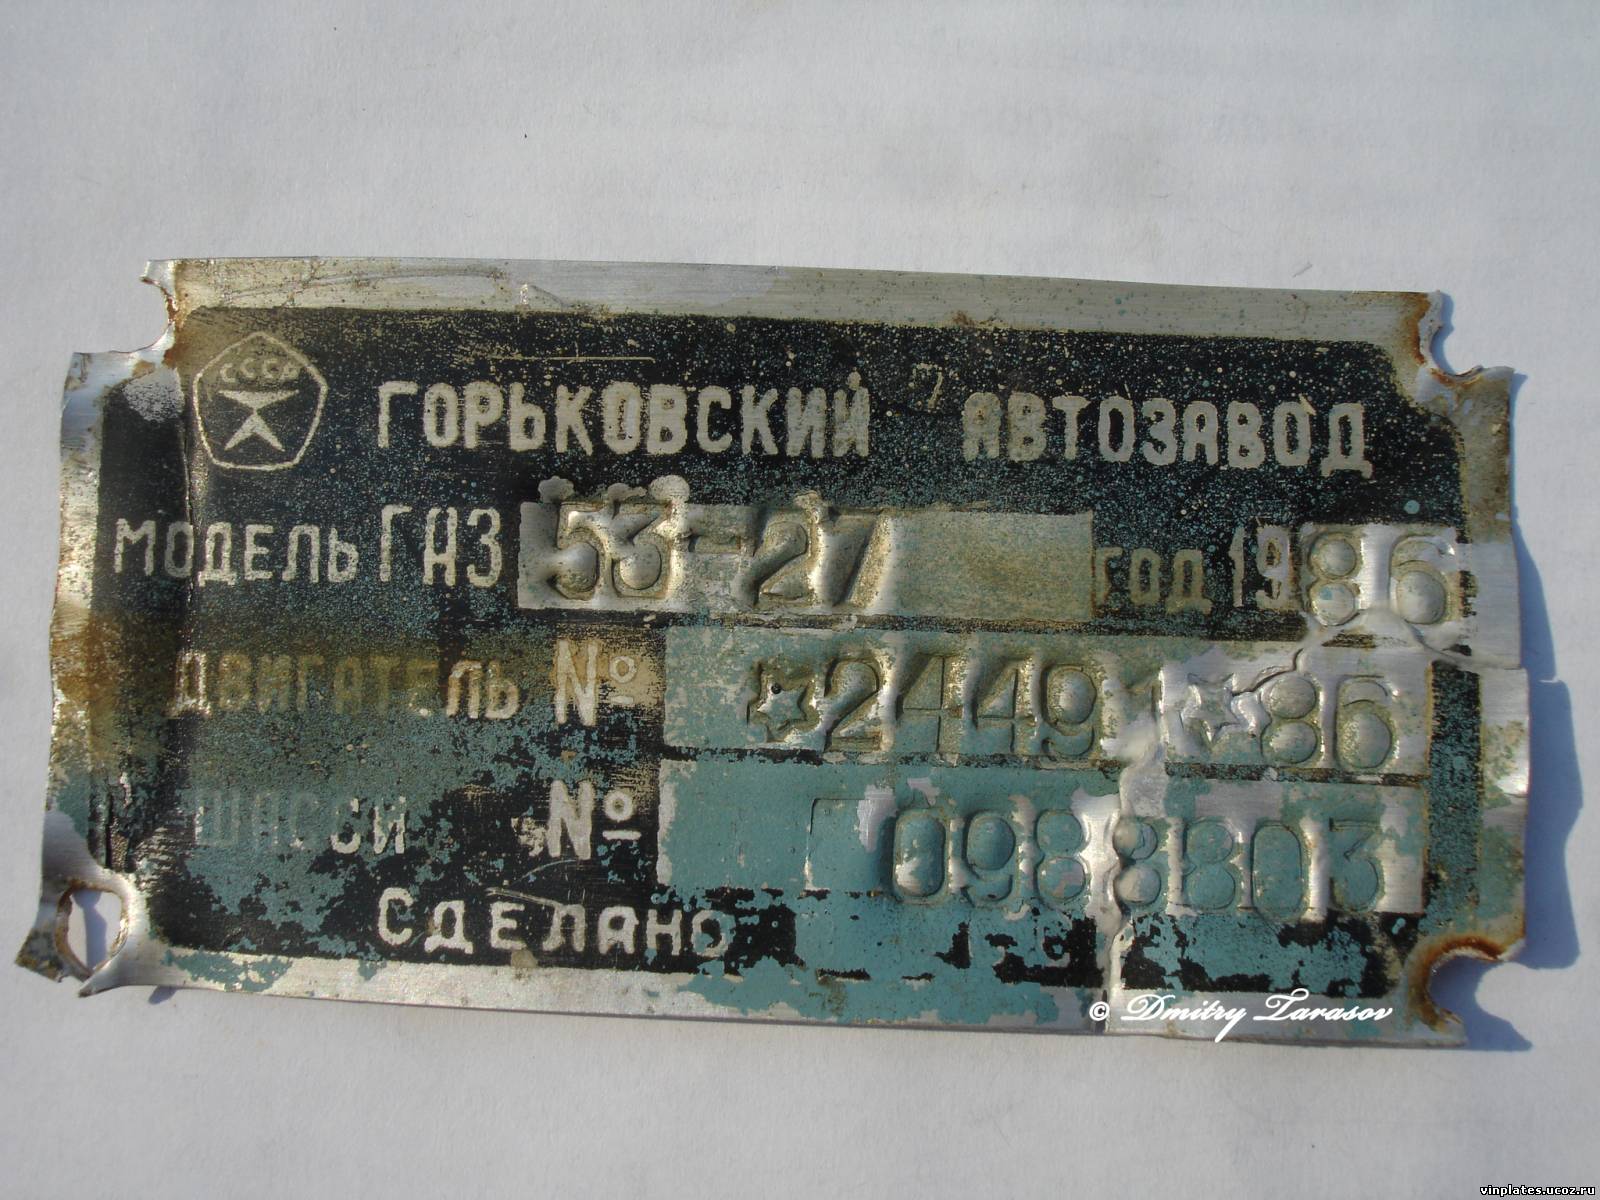 СССР
ГОРЬКОВСКИЙ АВТОЗАВОД
МОДЕЛЬ ГАЗ 53-27 ГОД 1986
ДВИГАТЕЛЬ № ☆24491☆86
ШАССИ № 0988803
СДЕЛАНО
© Dmitry Tarasov
vinplates.ucoz.ru